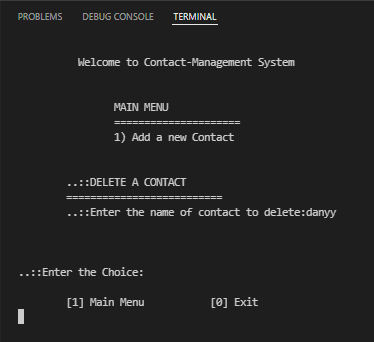 PROBLEMS DEBUG CONSOLE TERMINAL
Welcome to Contact-Management System
MAIN MENU
=====================
1) Add a new Contact
..::DELETE A CONTACT
==========================
..::Enter the name of contact to delete:danyy
..::Enter the Choice:
[1] Main Menu [0] Exit